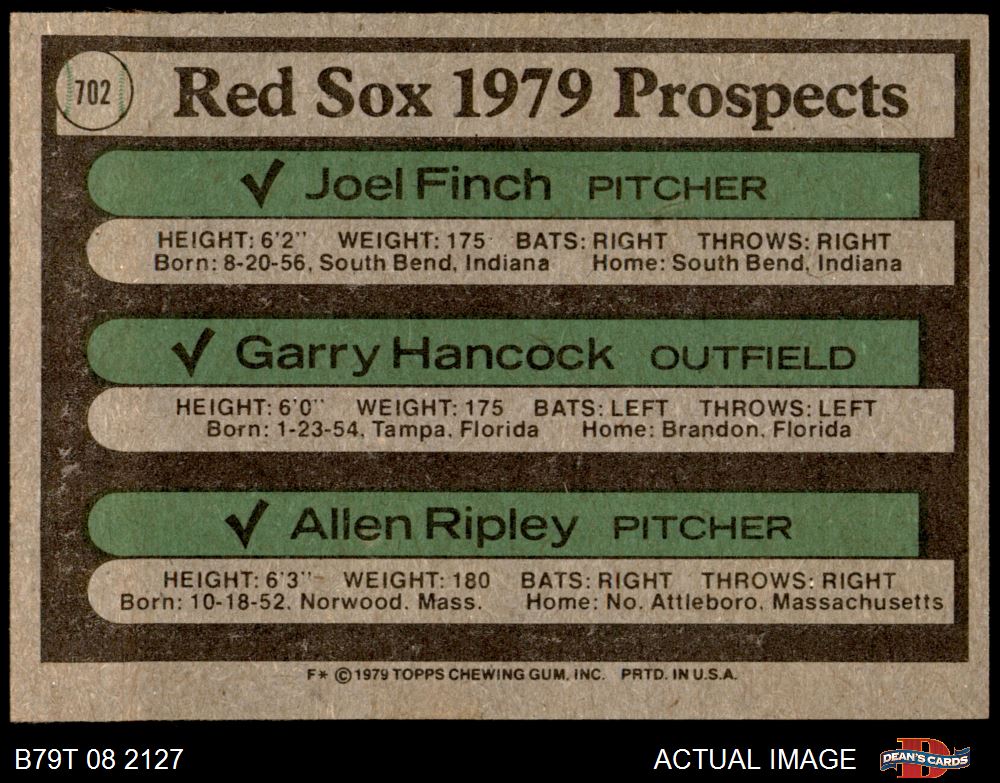 702
Red Sox 1979 Prospects
✓ Joel Finch PITCHER
HEIGHT: 6'2" WEIGHT: 175 BATS: RIGHT THROWS: RIGHT
Born: 8-20-56, South Bend, Indiana Home: South Bend, Indiana
✓ Garry Hancock OUTFIELD
HEIGHT: 6'0" WEIGHT: 175 BATS: LEFT THROWS: LEFT
Born: 1-23-54, Tampa, Florida Home: Brandon, Florida
✓ Allen Ripley PITCHER
HEIGHT: 6'3" WEIGHT: 180 BATS: RIGHT THROWS: RIGHT
Born: 10-18-52, Norwood, Mass. Home: No. Attleboro, Massachusetts
F* © 1979 TOPPS CHEWING GUM, INC. PRTD. IN U.S.A.
B79T 08 2127 ACTUAL IMAGE DEAN'S CARDS